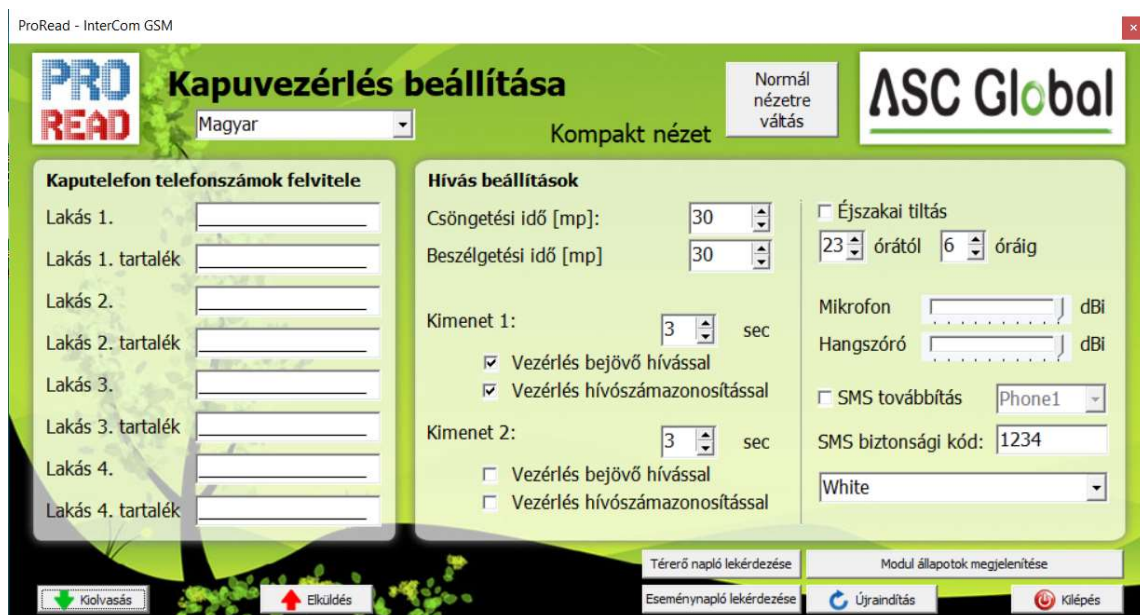 ProRead - InterCom GSM
PRO
READ
Kapuvezérlés beállítása
Magyar
Kompakt nézet
Normál
nézetre
váltás
ASC Global
Kaputelefon telefonszámok felvitele
Lakás 1.
Lakás 1. tartalék
Lakás 2.
Lakás 2. tartalék
Lakás 3.
Lakás 3. tartalék
Lakás 4.
Lakás 4. tartalék
Hívás beállítások
Csöngetési idő [mp]: 30
Beszélgetési idő [mp] 30
Kimenet 1: 3 sec
Vezérlés bejövő hívással
Vezérlés hívószámazonosítással
Kimenet 2: 3 sec
Vezérlés bejövő hívással
Vezérlés hívószámazonosítással
Éjszakai tiltás
23 órától 6 óráig
Mikrofon dBi
Hangszóró dBi
SMS továbbítás Phone1
SMS biztonsági kód: 1234
White
Térerő napló lekérdezése
Modul állapotok megjelenítése
Kiolvasás
Elküldés
Eseménynapló lekérdezése
Újraindítás
Kilépés